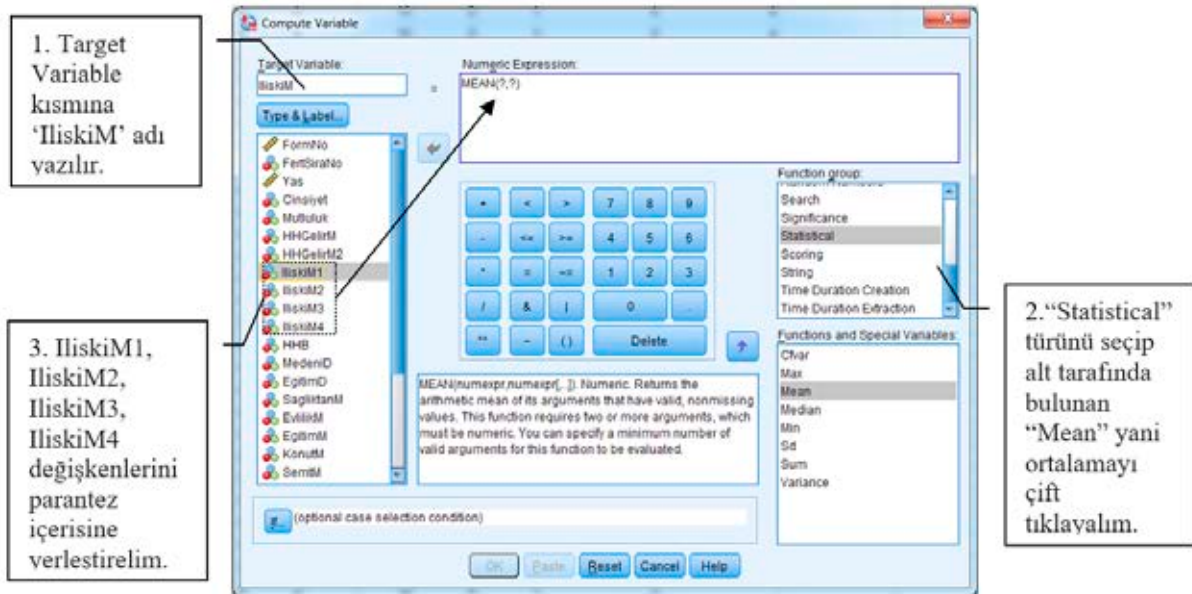 1. Target
Variable
kısmına
‘IliskiM’ adı
yazılır.
3. IliskiM1,
IliskiM2,
IliskiM3,
IliskiM4
değişkenlerini
parantez
içerisine
verleştirelim.
Compute Variable
Target Variable:
IliskiM
=
Numeric Expression:
MEAN(?,?)
Type & Label...
FormNo
FertSiraNo
Yas
Cinsiyet
Mutluluk
HHGelirM
HHGelirM2
IliskiM1
IliskiM2
IliskiM3
IliskiM4
HHB
MedeniD
EgitimD
SagliktanM
EvlilikM
EgitimM
KonutM
SemtM
+ < > 7 8 9
- <= >= 4 5 6
* = ~= 1 2 3
/ & | 0 .
** ~ ( ) Delete
MEAN(numexpr,numexpr[,..]). Numeric. Returns the
arithmetic mean of its arguments that have valid, nonmissing
values. This function requires two or more arguments, which
must be numeric. You can specify a minimum number of
valid arguments for this function to be evaluated.
Function group:
Random Numbers
Search
Significance
Statistical
Scoring
String
Time Duration Creation
Time Duration Extraction
Functions and Special Variables:
Cfvar
Max
Mean
Median
Min
Sd
Sum
Variance
If... (optional case selection condition)
OK Paste Reset Cancel Help
2.“Statistical”
türünü seçip
alt tarafında
bulunan
“Mean” yani
ortalamayı
çift
tıklayalım.